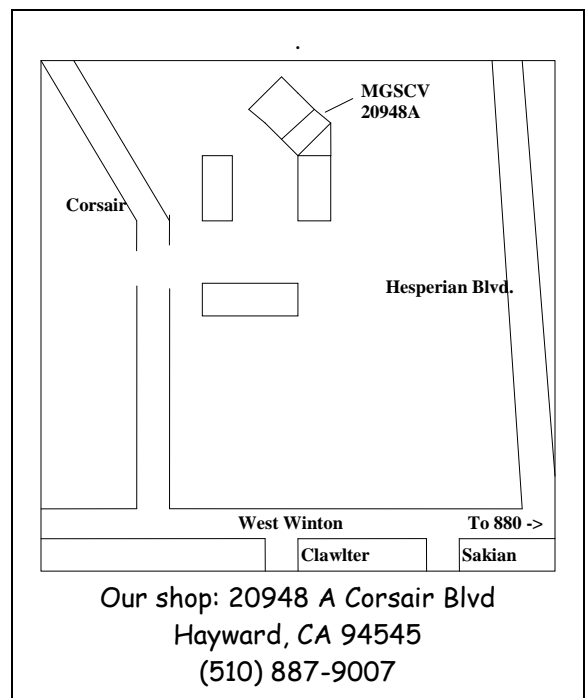 MGSCV
20948A
Corsair
Hesperian Blvd.
West Winton
To 880 ->
Clawlter
Sakian
Our shop: 20948 A Corsair Blvd
Hayward, CA 94545
(510) 887-9007